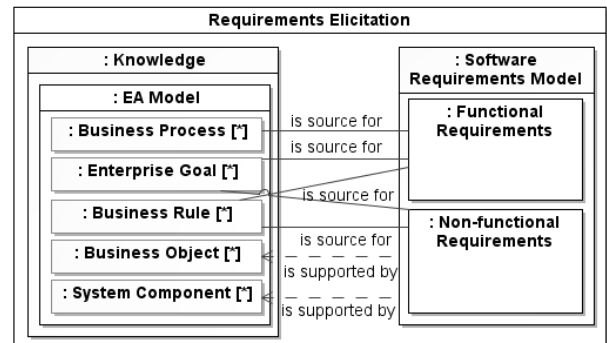 Requirements Elicitation
: Knowledge
: EA Model
: Business Process [*]
: Enterprise Goal [*]
: Business Rule [*]
: Business Object [*]
: System Component [*]
is source for
is source for
is source for
is source for
is supported by
is supported by
: Software
Requirements Model
: Functional
Requirements
: Non-functional
Requirements